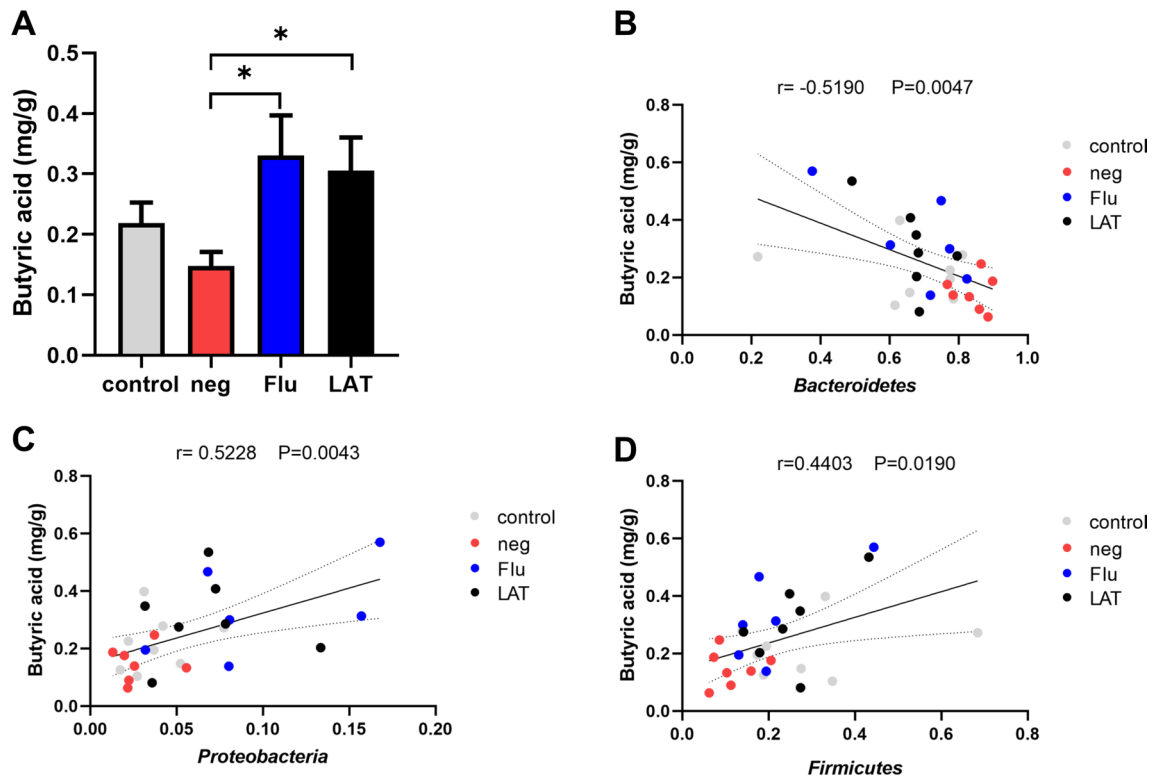 A
Butyric acid (mg/g)
0.5
0.4
0.3
0.2
0.1
0.0
*
*
control neg Flu LAT
B
r= -0.5190 P=0.0047
Butyric acid (mg/g)
0.8
0.6
0.4
0.2
0.0
0.0 0.2 0.4 0.6 0.8 1.0
Bacteroidetes
control
neg
Flu
LAT
C
r= 0.5228 P=0.0043
Butyric acid (mg/g)
0.8
0.6
0.4
0.2
0.0
0.00 0.05 0.10 0.15 0.20
Proteobacteria
control
neg
Flu
LAT
D
r=0.4403 P=0.0190
Butyric acid (mg/g)
0.8
0.6
0.4
0.2
0.0
0.0 0.2 0.4 0.6 0.8
Firmicutes
control
neg
Flu
LAT